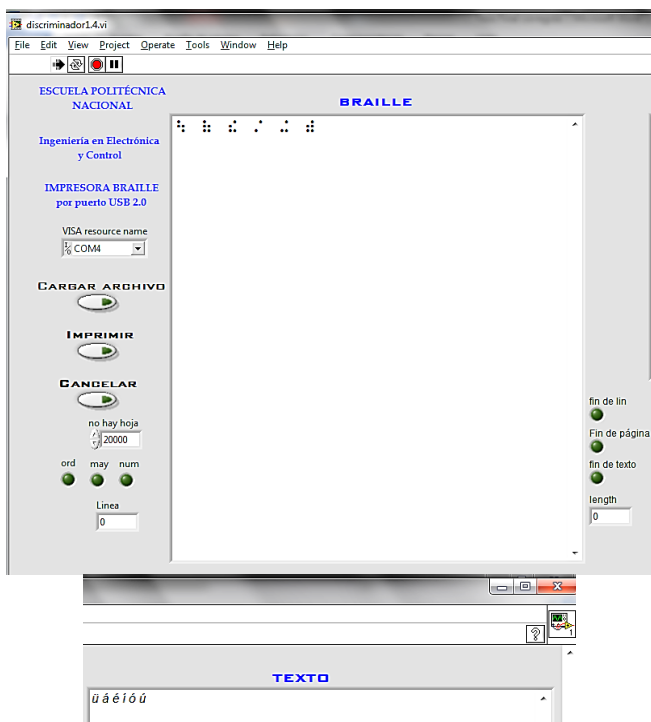 discriminador1.4.vi
File Edit View Project Operate Tools Window Help
ESCUELA POLITÉCNICA
NACIONAL
Ingeniería en Electrónica
y Control
IMPRESORA BRAILLE
por puerto USB 2.0
VISA resource name
COM4
CARGAR ARCHIVO
IMPRIMIR
CANCELAR
no hay hoja
20000
ord may num
Linea
0
BRAILLE
⠳ ⠷ ⠮ ⠌ ⠬ ⠾
fin de lin
Fin de página
fin de texto
length
0
?
1
TEXTO
ü á é í ó ú